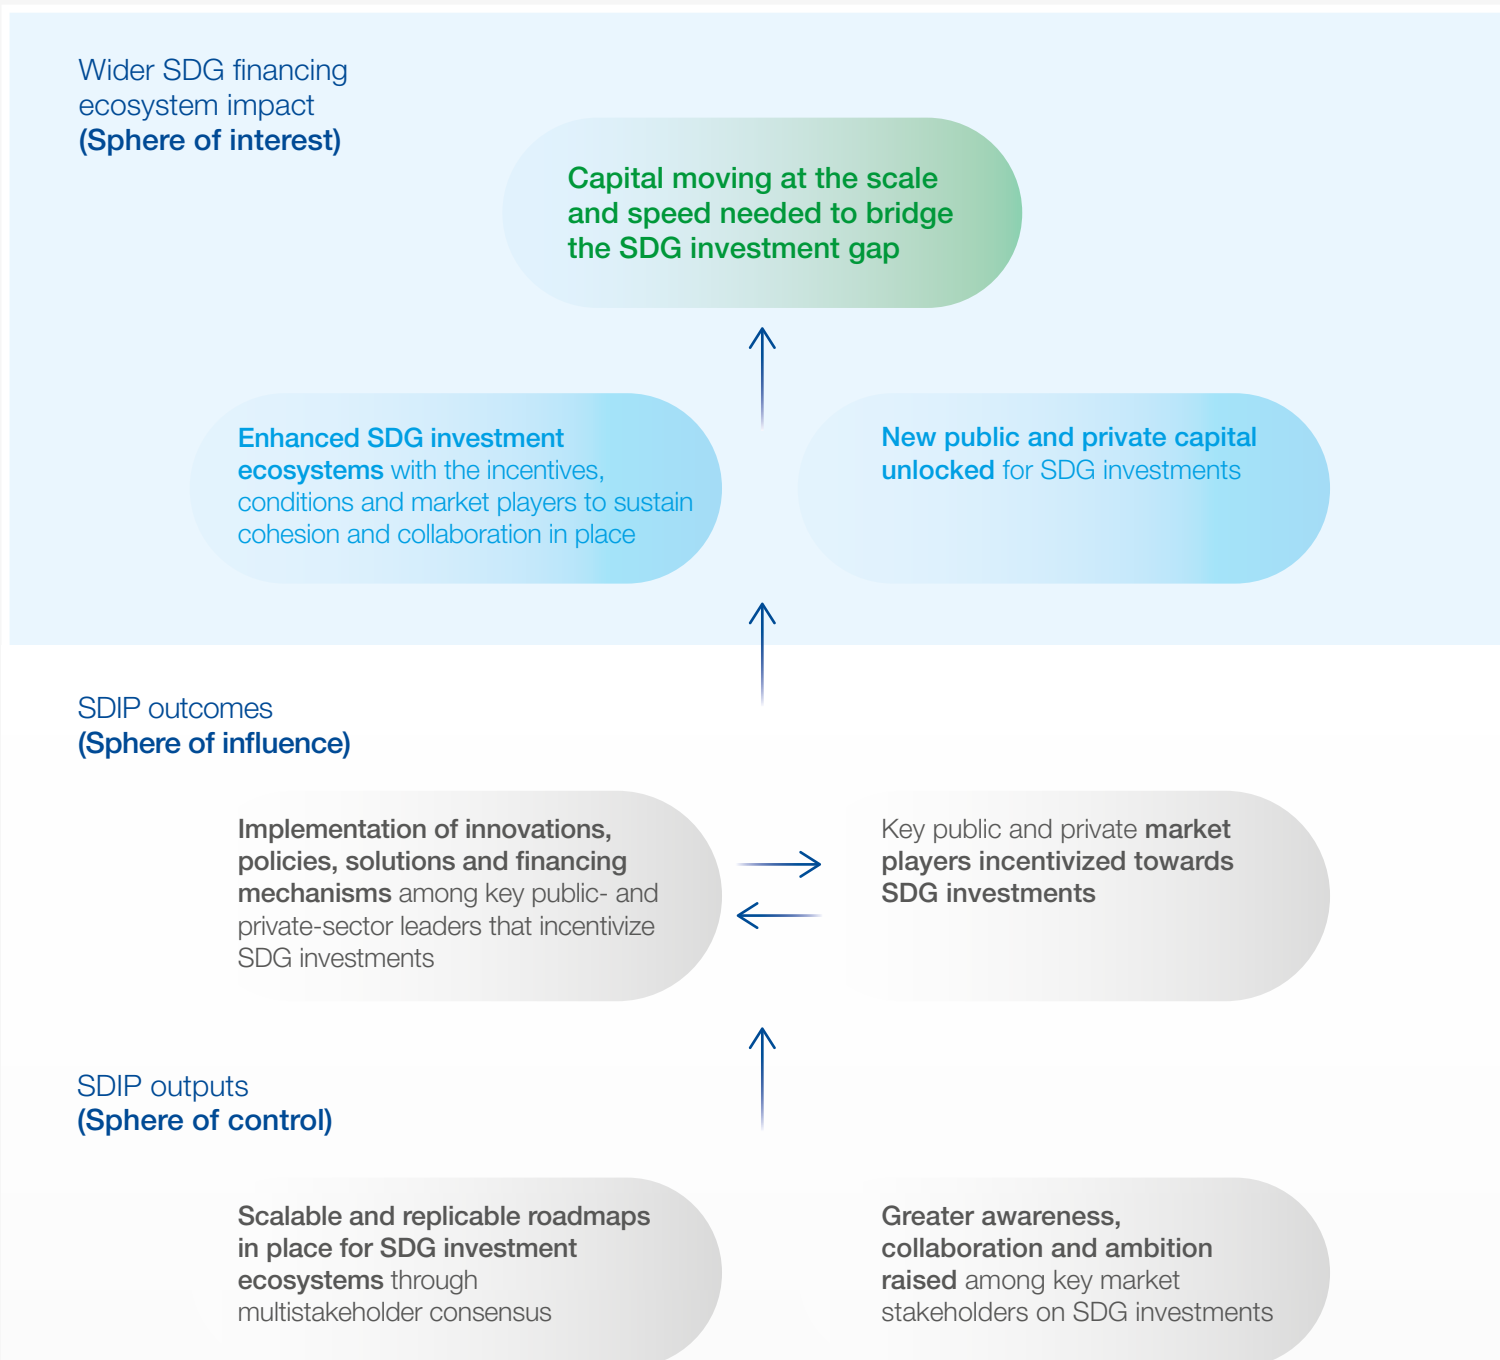 Wider SDG financing
ecosystem impact
(Sphere of interest)
Capital moving at the scale
and speed needed to bridge
the SDG investment gap
Enhanced SDG investment
ecosystems with the incentives,
conditions and market players to sustain
cohesion and collaboration in place
New public and private capital
unlocked for SDG investments
SDIP outcomes
(Sphere of influence)
Implementation of innovations,
policies, solutions and financing
mechanisms among key public- and
private-sector leaders that incentivize
SDG investments
Key public and private market
players incentivized towards
SDG investments
SDIP outputs
(Sphere of control)
Scalable and replicable roadmaps
in place for SDG investment
ecosystems through
multistakeholder consensus
Greater awareness,
collaboration and ambition
raised among key market
stakeholders on SDG investments